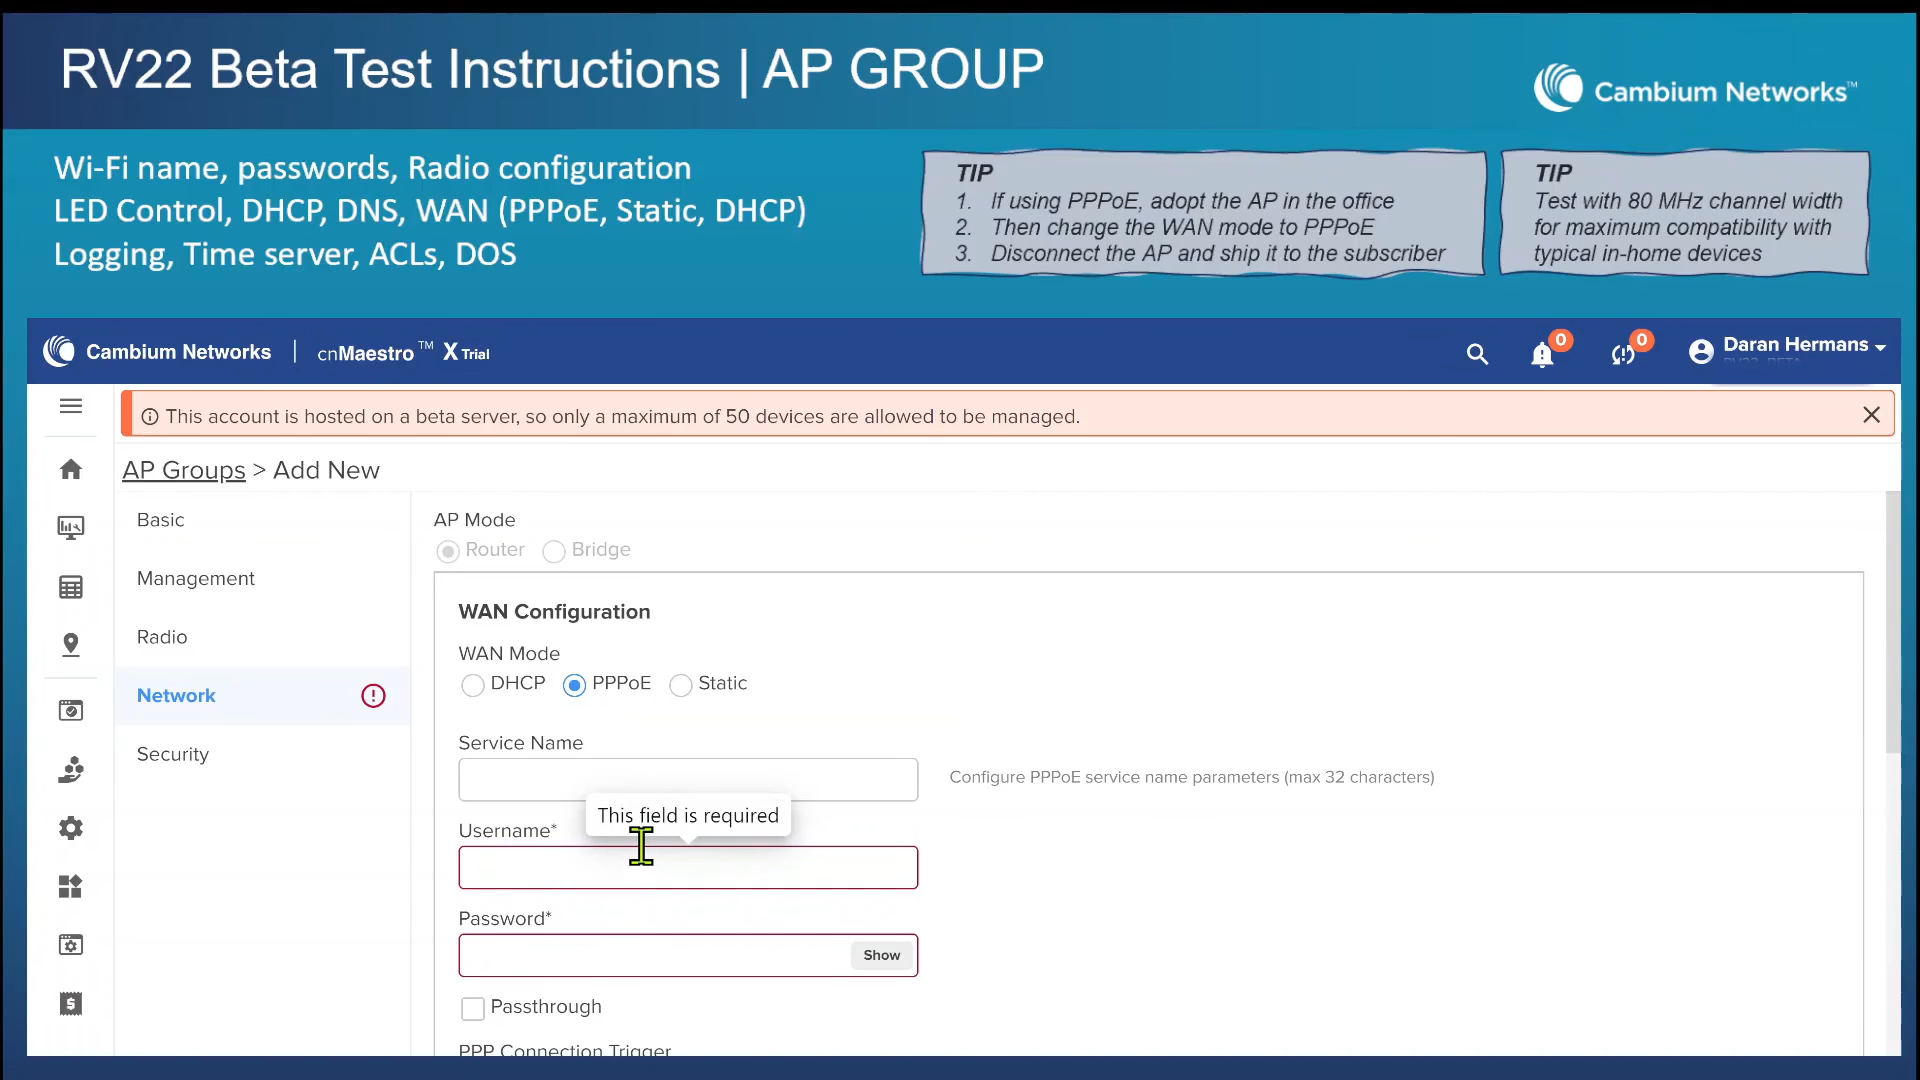 RV22 Beta Test Instructions | AP GROUP
Cambium Networks™
Wi-Fi name, passwords, Radio configuration
LED Control, DHCP, DNS, WAN (PPPoE, Static, DHCP)
Logging, Time server, ACLs, DOS
TIP
1. If using PPPoE, adopt the AP in the office
2. Then change the WAN mode to PPPoE
3. Disconnect the AP and ship it to the subscriber
TIP
Test with 80 MHz channel width
for maximum compatibility with
typical in-home devices
Cambium Networks | cnMaestro™ X Trial
0
0
Daran Hermans
This account is hosted on a beta server, so only a maximum of 50 devices are allowed to be managed.
AP Groups > Add New
Basic
Management
Radio
Network
Security
AP Mode
Router Bridge
WAN Configuration
WAN Mode
DHCP PPPoE Static
Service Name
Configure PPPoE service name parameters (max 32 characters)
This field is required
Username*
Password*
Show
Passthrough
PPP Connection Trigger